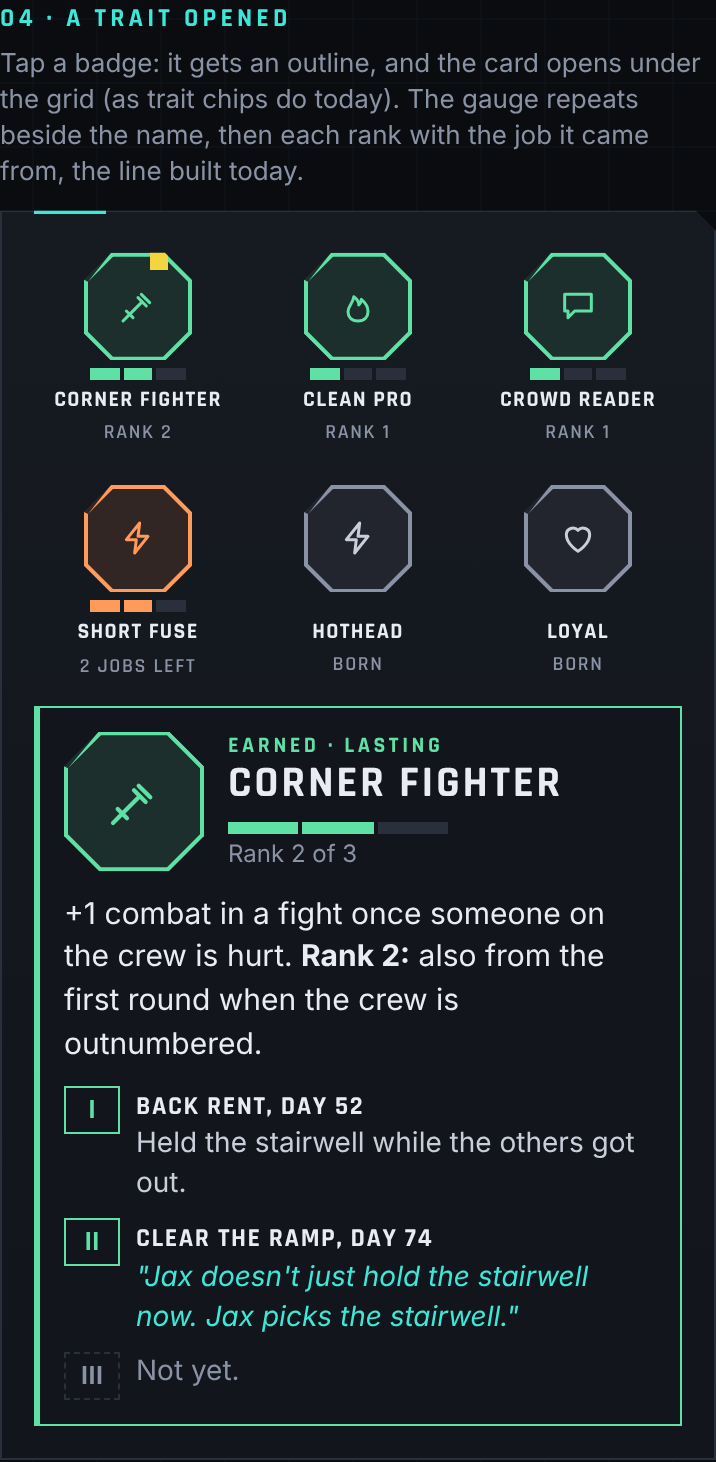 04 · A TRAIT OPENED
Tap a badge: it gets an outline, and the card opens under
the grid (as trait chips do today). The gauge repeats
beside the name, then each rank with the job it came
from, the line built today.
CORNER FIGHTER
RANK 2
CLEAN PRO
RANK 1
CROWD READER
RANK 1
SHORT FUSE
2 JOBS LEFT
HOTHEAD
BORN
LOYAL
BORN
EARNED · LASTING
CORNER FIGHTER
Rank 2 of 3
+1 combat in a fight once someone on
the crew is hurt. Rank 2: also from the
first round when the crew is
outnumbered.
I
BACK RENT, DAY 52
Held the stairwell while the others got
out.
II
CLEAR THE RAMP, DAY 74
"Jax doesn't just hold the stairwell
now. Jax picks the stairwell."
III
Not yet.